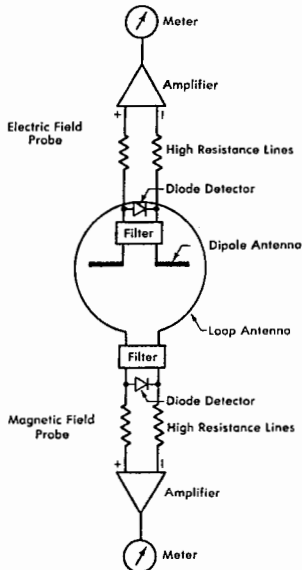 Meter
Amplifier
+ !
Electric Field
Probe
High Resistance Lines
Diode Detector
Filter
Dipole Antenna
Loop Antenna
Filter
Diode Detector
Magnetic Field
Probe
High Resistance Lines
+ !
Amplifier
Meter